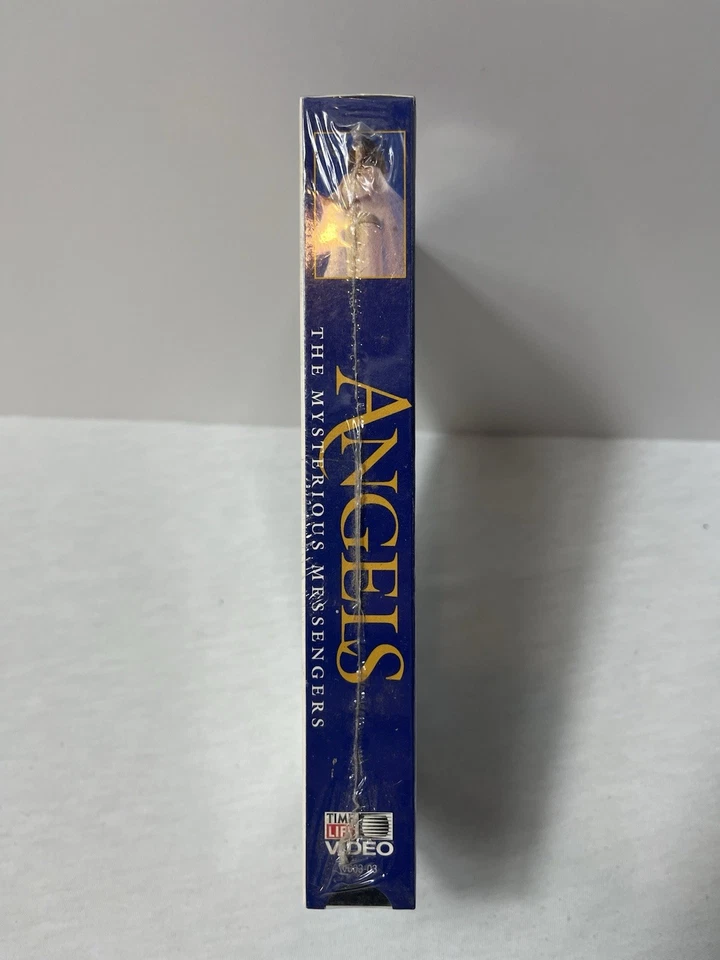 ANGELS
THE MYSTERIOUS MESSENGERS
TIME
LIFE
VIDEO